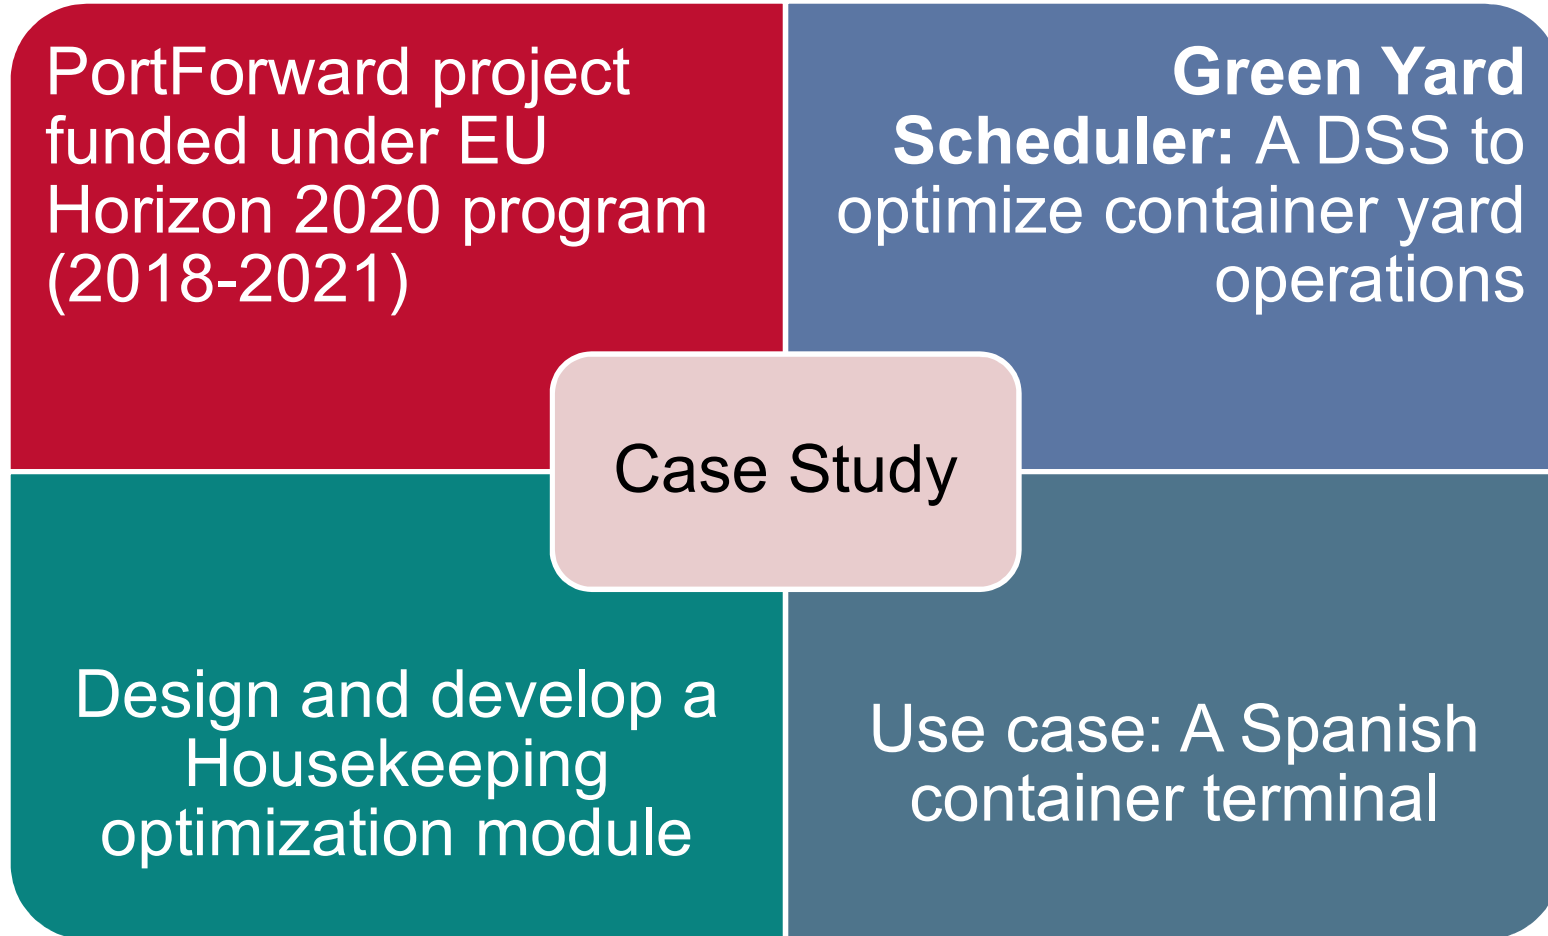 PortForward project
funded under EU
Horizon 2020 program
(2018-2021)
Green Yard
Scheduler: A DSS to
optimize container yard
operations
Case Study
Design and develop a
Housekeeping
optimization module
Use case: A Spanish
container terminal